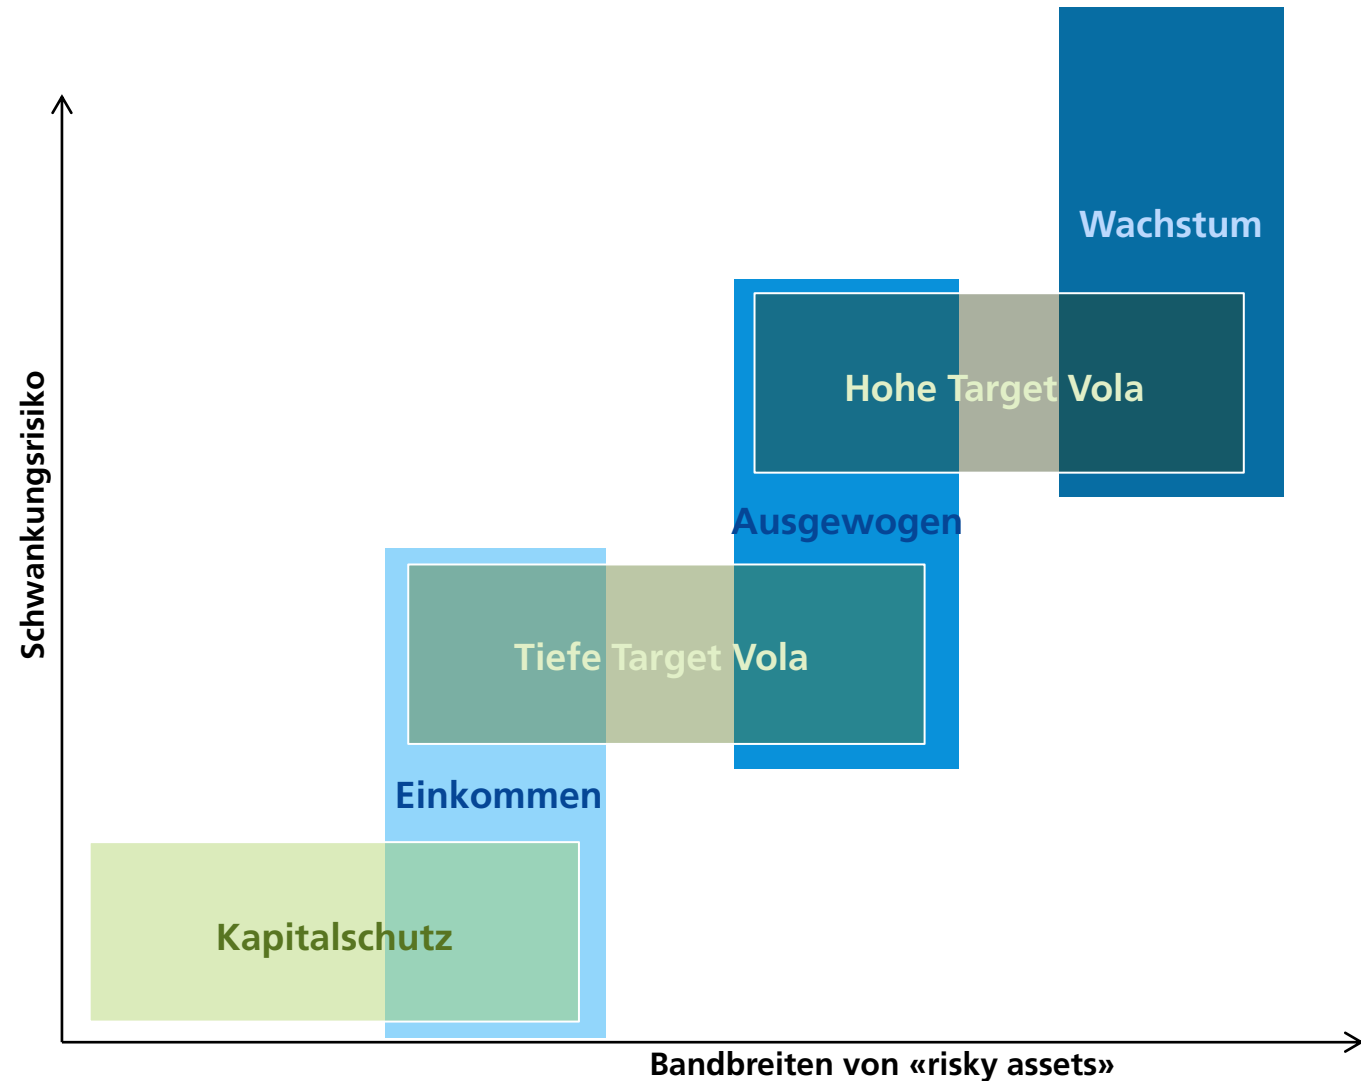 Wachstum
Hohe Target Vola
Schwankungsrisiko
Ausgewogen
Tiefe Target Vola
Einkommen
Kapitalschutz
Bandbreiten von «risky assets»